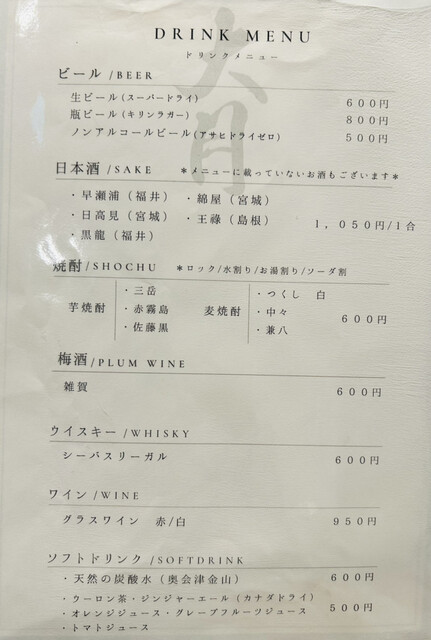 DRINK MENU
ドリンクメニュー
ビール/BEER
生ビール(スーパードライ) 600円
瓶ビール(キリンラガー) 800円
ノンアルコールビール(アサヒドライゼロ) 500円
日本酒/SAKE *メニューに載っていないお酒もございます*
・早瀬浦(福井) ・綿屋(宮城)
・日高見(宮城) ・王祿(島根) 1,050円/1合
・黒龍(福井)
焼酎/SHOCHU *ロック/水割り/お湯割り/ソーダ割
芋焼酎 ・三岳 ・赤霧島 ・佐藤黒
麦焼酎 ・つくし 白 ・中々 ・兼八 600円
梅酒/PLUM WINE
雑賀 600円
ウイスキー/WHISKY
シーバスリーガル 600円
ワイン/WINE
グラスワイン 赤/白 950円
ソフトドリンク/SOFTDRINK
・天然の炭酸水(奥会津金山) 600円
・ウーロン茶・ジンジャーエール(カナダドライ)
・オレンジジュース・グレープフルーツジュース 500円
・トマトジュース